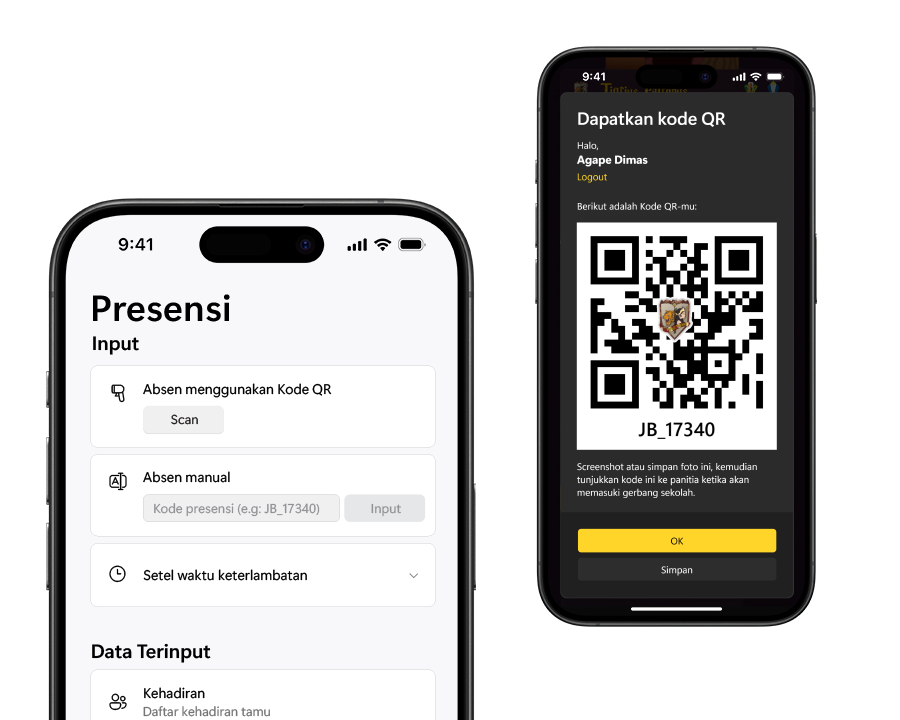 9:41
Presensi
Input
Absen menggunakan Kode QR
Scan
Absen manual
Kode presensi (e.g: JB_17340)
Input
Setel waktu keterlambatan
Data Terinput
Kehadiran
Daftar kehadiran tamu
9:41
Dapatkan kode QR
Halo,
Agape Dimas
Logout
Berikut adalah Kode QR-mu:
JB_17340
Screenshot atau simpan foto ini, kemudian
tunjukkan kode ini ke panitia ketika akan
memasuki gerbang sekolah.
OK
Simpan